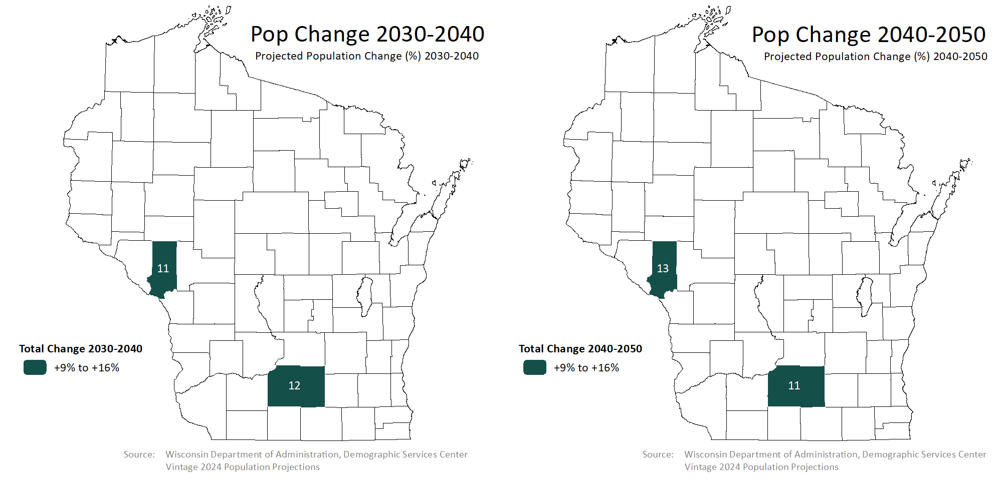 Pop Change 2030-2040
Projected Population Change (%) 2030-2040
11
Total Change 2030-2040
+9% to +16%
12
Source: Wisconsin Department of Administration, Demographic Services Center
Vintage 2024 Population Projections
Pop Change 2040-2050
Projected Population Change (%) 2040-2050
13
Total Change 2040-2050
+9% to +16%
11
Source: Wisconsin Department of Administration, Demographic Services Center
Vintage 2024 Population Projections